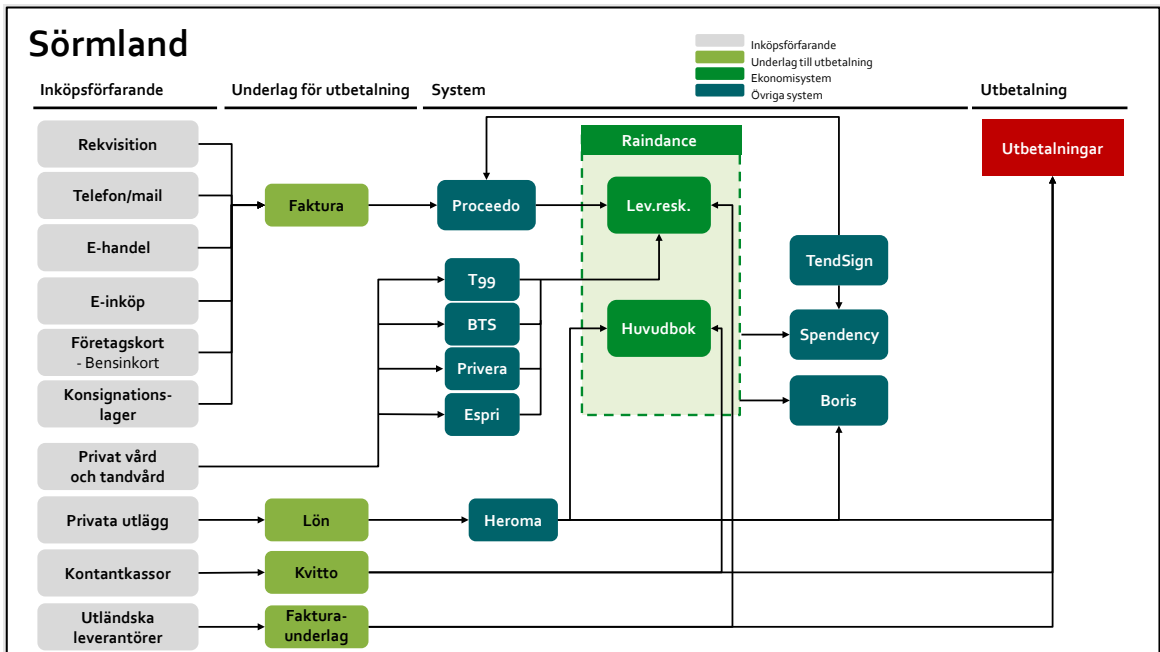 Sörmland
Inköpsförfarande
Underlag till utbetalning
Ekonomisystem
Övriga system
Inköpsförfarande
Underlag för utbetalning
System
Utbetalning
Rekvisition
Raindance
Utbetalningar
Telefon/mail
Faktura
Proceedo
Lev.resk.
E-handel
TendSign
T99
E-inköp
BTS
Huvudbok
Spendency
Företagskort
- Bensinkort
Privera
Konsignations-
lager
Espri
Boris
Privat vård
och tandvård
Privata utlägg
Lön
Heroma
Kontantkassor
Kvitto
Utländska
leverantörer
Faktura-
underlag